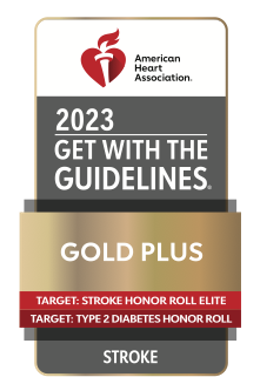 American
Heart
Association.
2023
GET WITH THE
GUIDELINES®
GOLD PLUS
TARGET: STROKE HONOR ROLL ELITE
TARGET: TYPE 2 DIABETES HONOR ROLL
STROKE